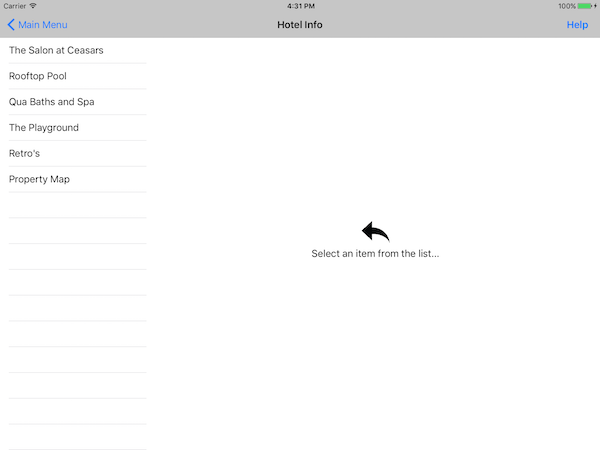 Carrier 4:31 PM 100%
Main Menu Hotel Info Help
The Salon at Ceasars
Rooftop Pool
Qua Baths and Spa
The Playground
Retro's
Property Map
Select an item from the list...